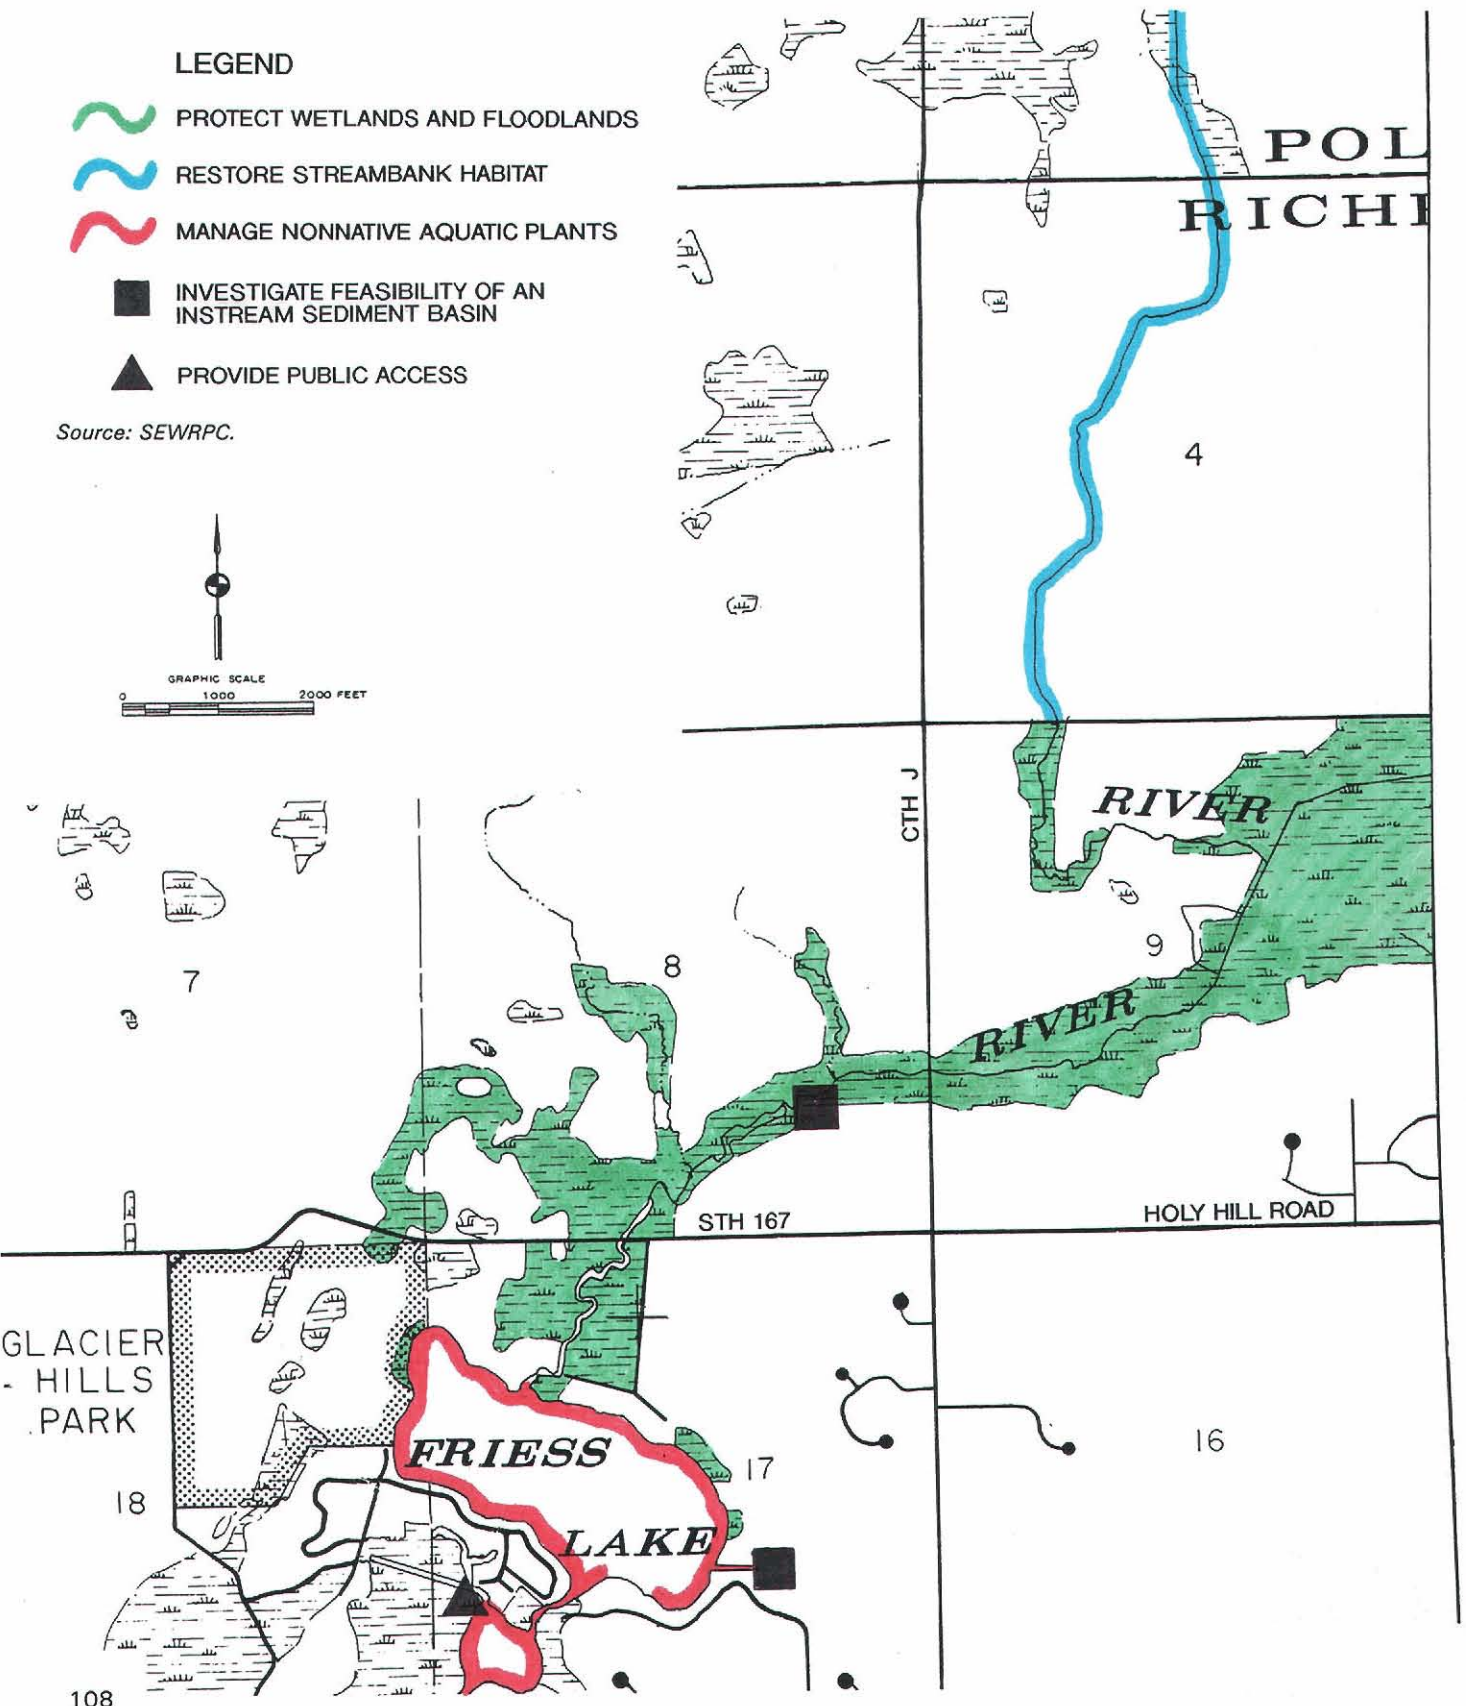 LEGEND
PROTECT WETLANDS AND FLOODLANDS
RESTORE STREAMBANK HABITAT
MANAGE NONNATIVE AQUATIC PLANTS
INVESTIGATE FEASIBILITY OF AN
INSTREAM SEDIMENT BASIN
PROVIDE PUBLIC ACCESS
Source: SEWRPC.
GRAPHIC SCALE
0 1000 2000 FEET
POL
RICHI
4
CTH J
RIVER
7
8
9
RIVER
STH 167
HOLY HILL ROAD
GLACIER
HILLS
PARK
FRIESS
LAKE
17
16
18
108